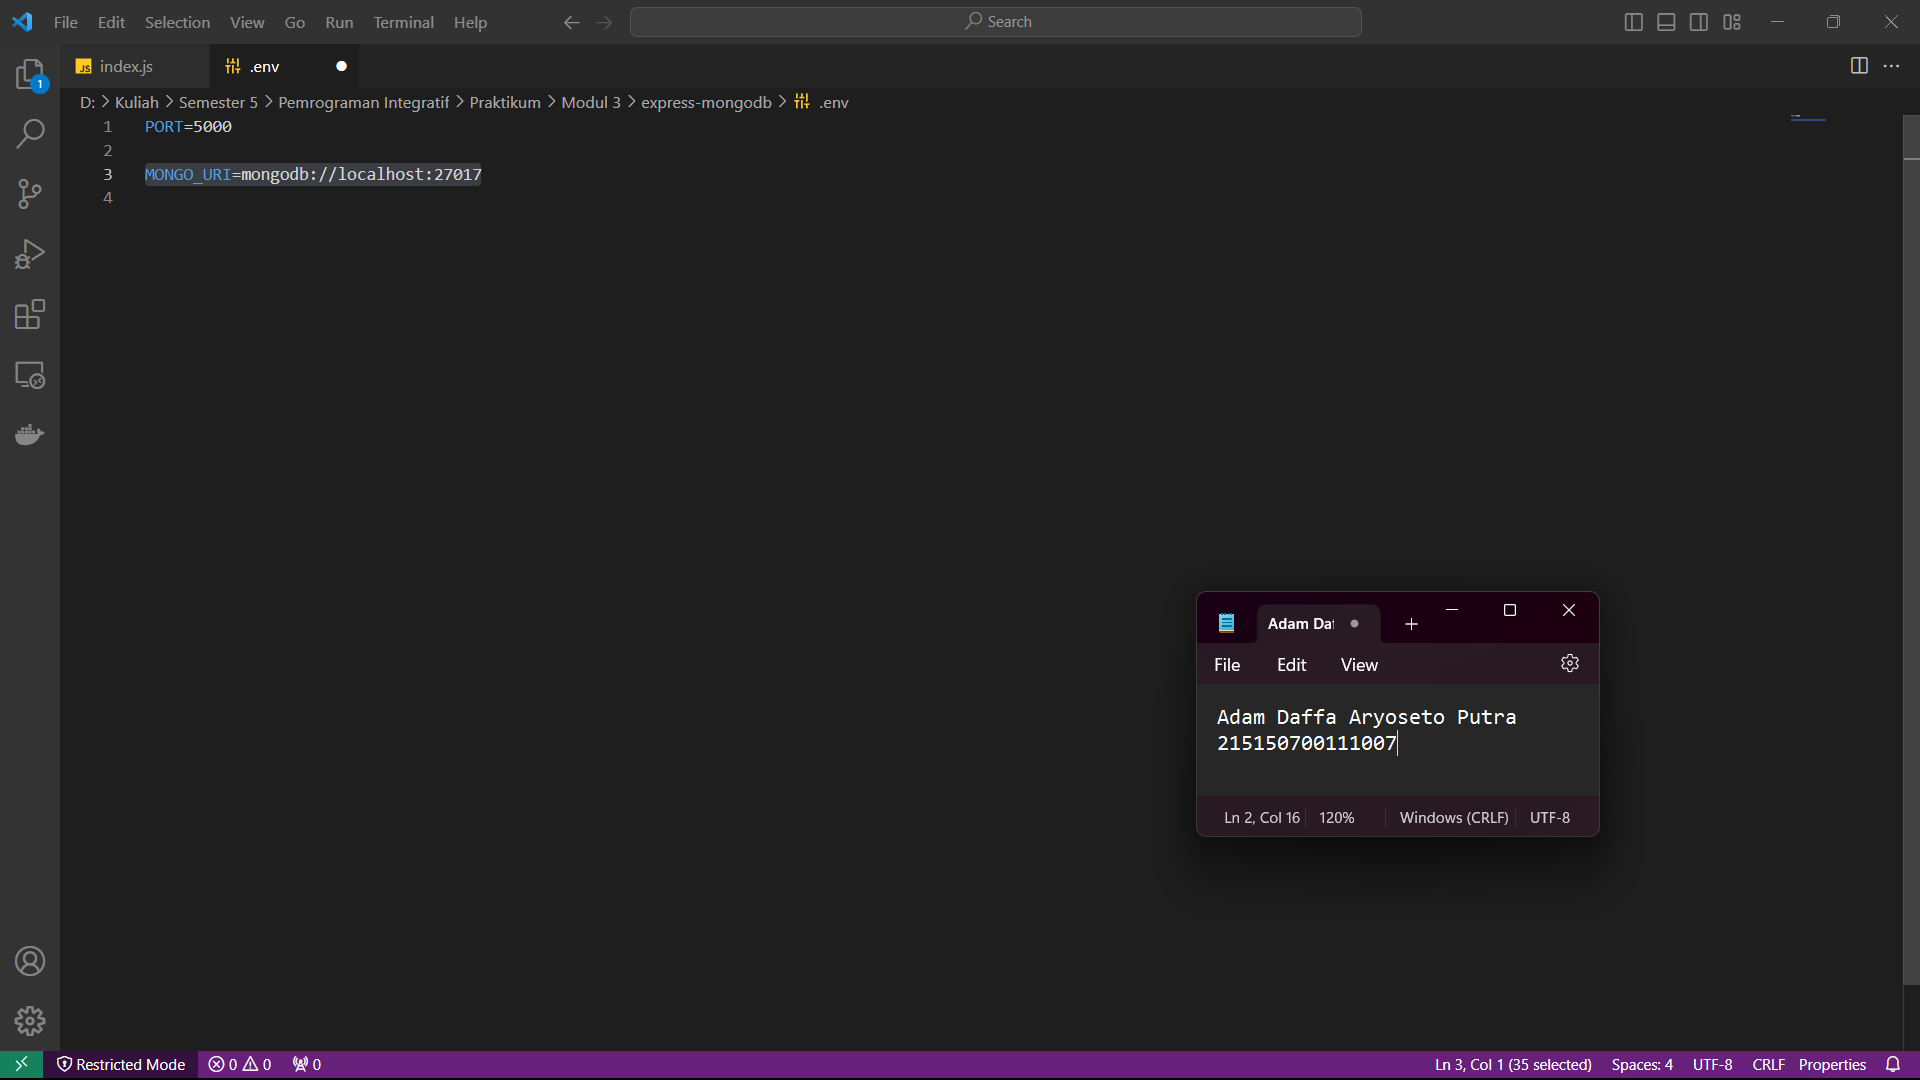 File Edit Selection View Go Run Terminal Help Search
index.js .env
D: > Kuliah > Semester 5 > Pemrograman Integratif > Praktikum > Modul 3 > express-mongodb > .env
1 PORT=5000
2
3 MONGO_URI=mongodb://localhost:27017
4
1
Adam Da
File Edit View
Adam Daffa Aryoseto Putra
215150700111007
Ln 2, Col 16 120% Windows (CRLF) UTF-8
Restricted Mode 0 0 0 Ln 3, Col 1 (35 selected) Spaces: 4 UTF-8 CRLF Properties